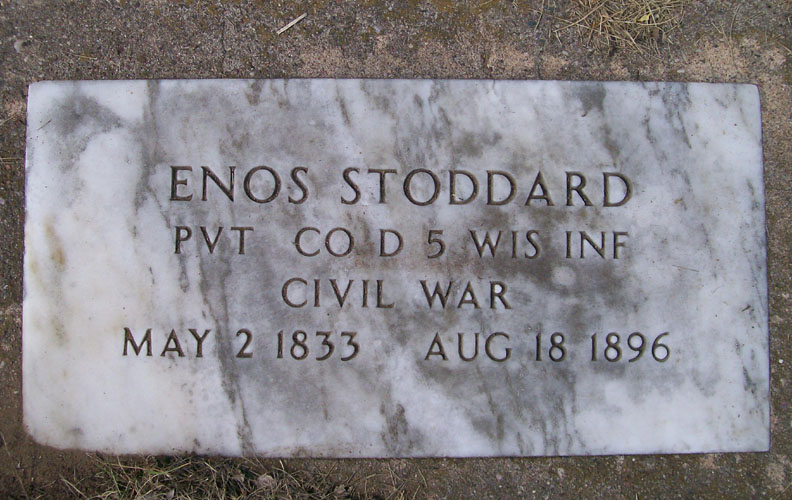 ENOS STODDARD
PVT CO D 5 WIS INF
CIVIL WAR
MAY 2 1833 AUG 18 1896